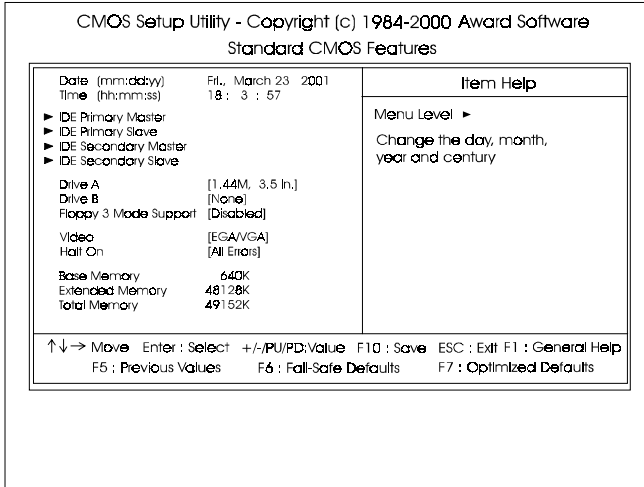 CMOS Setup Utility - Copyright (c) 1984-2000 Award Software
Standard CMOS Features
Date (mm:dd:yy) Fri., March 23 2001
Time (hh:mm:ss) 18 : 3 : 57
► IDE Primary Master
► IDE Primary Slave
► IDE Secondary Master
► IDE Secondary Slave
Drive A [1.44M, 3.5 In.]
Drive B [None]
Floppy 3 Mode Support [Disabled]
Video [EGA/VGA]
Halt On [All Errors]
Base Memory 640K
Extended Memory 48128K
Total Memory 49152K
Item Help
Menu Level ►
Change the day, month,
year and century
↑↓→ Move Enter : Select +/-/PU/PD:Value F10 : Save ESC : Exit F1 : General Help
F5 : Previous Values F6 : Fail-Safe Defaults F7 : Optimized Defaults